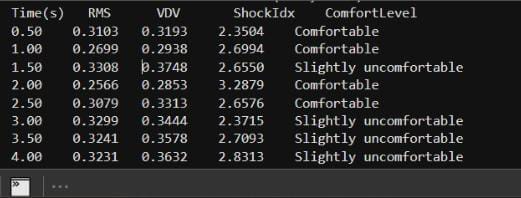 Time(s) RMS VDV ShockIdx ComfortLevel
0.50 0.3103 0.3193 2.3504 Comfortable
1.00 0.2699 0.2938 2.6994 Comfortable
1.50 0.3308 0.3748 2.6550 Slightly uncomfortable
2.00 0.2566 0.2853 3.2879 Comfortable
2.50 0.3079 0.3313 2.6576 Comfortable
3.00 0.3299 0.3444 2.3715 Slightly uncomfortable
3.50 0.3241 0.3578 2.7093 Slightly uncomfortable
4.00 0.3231 0.3632 2.8313 Slightly uncomfortable